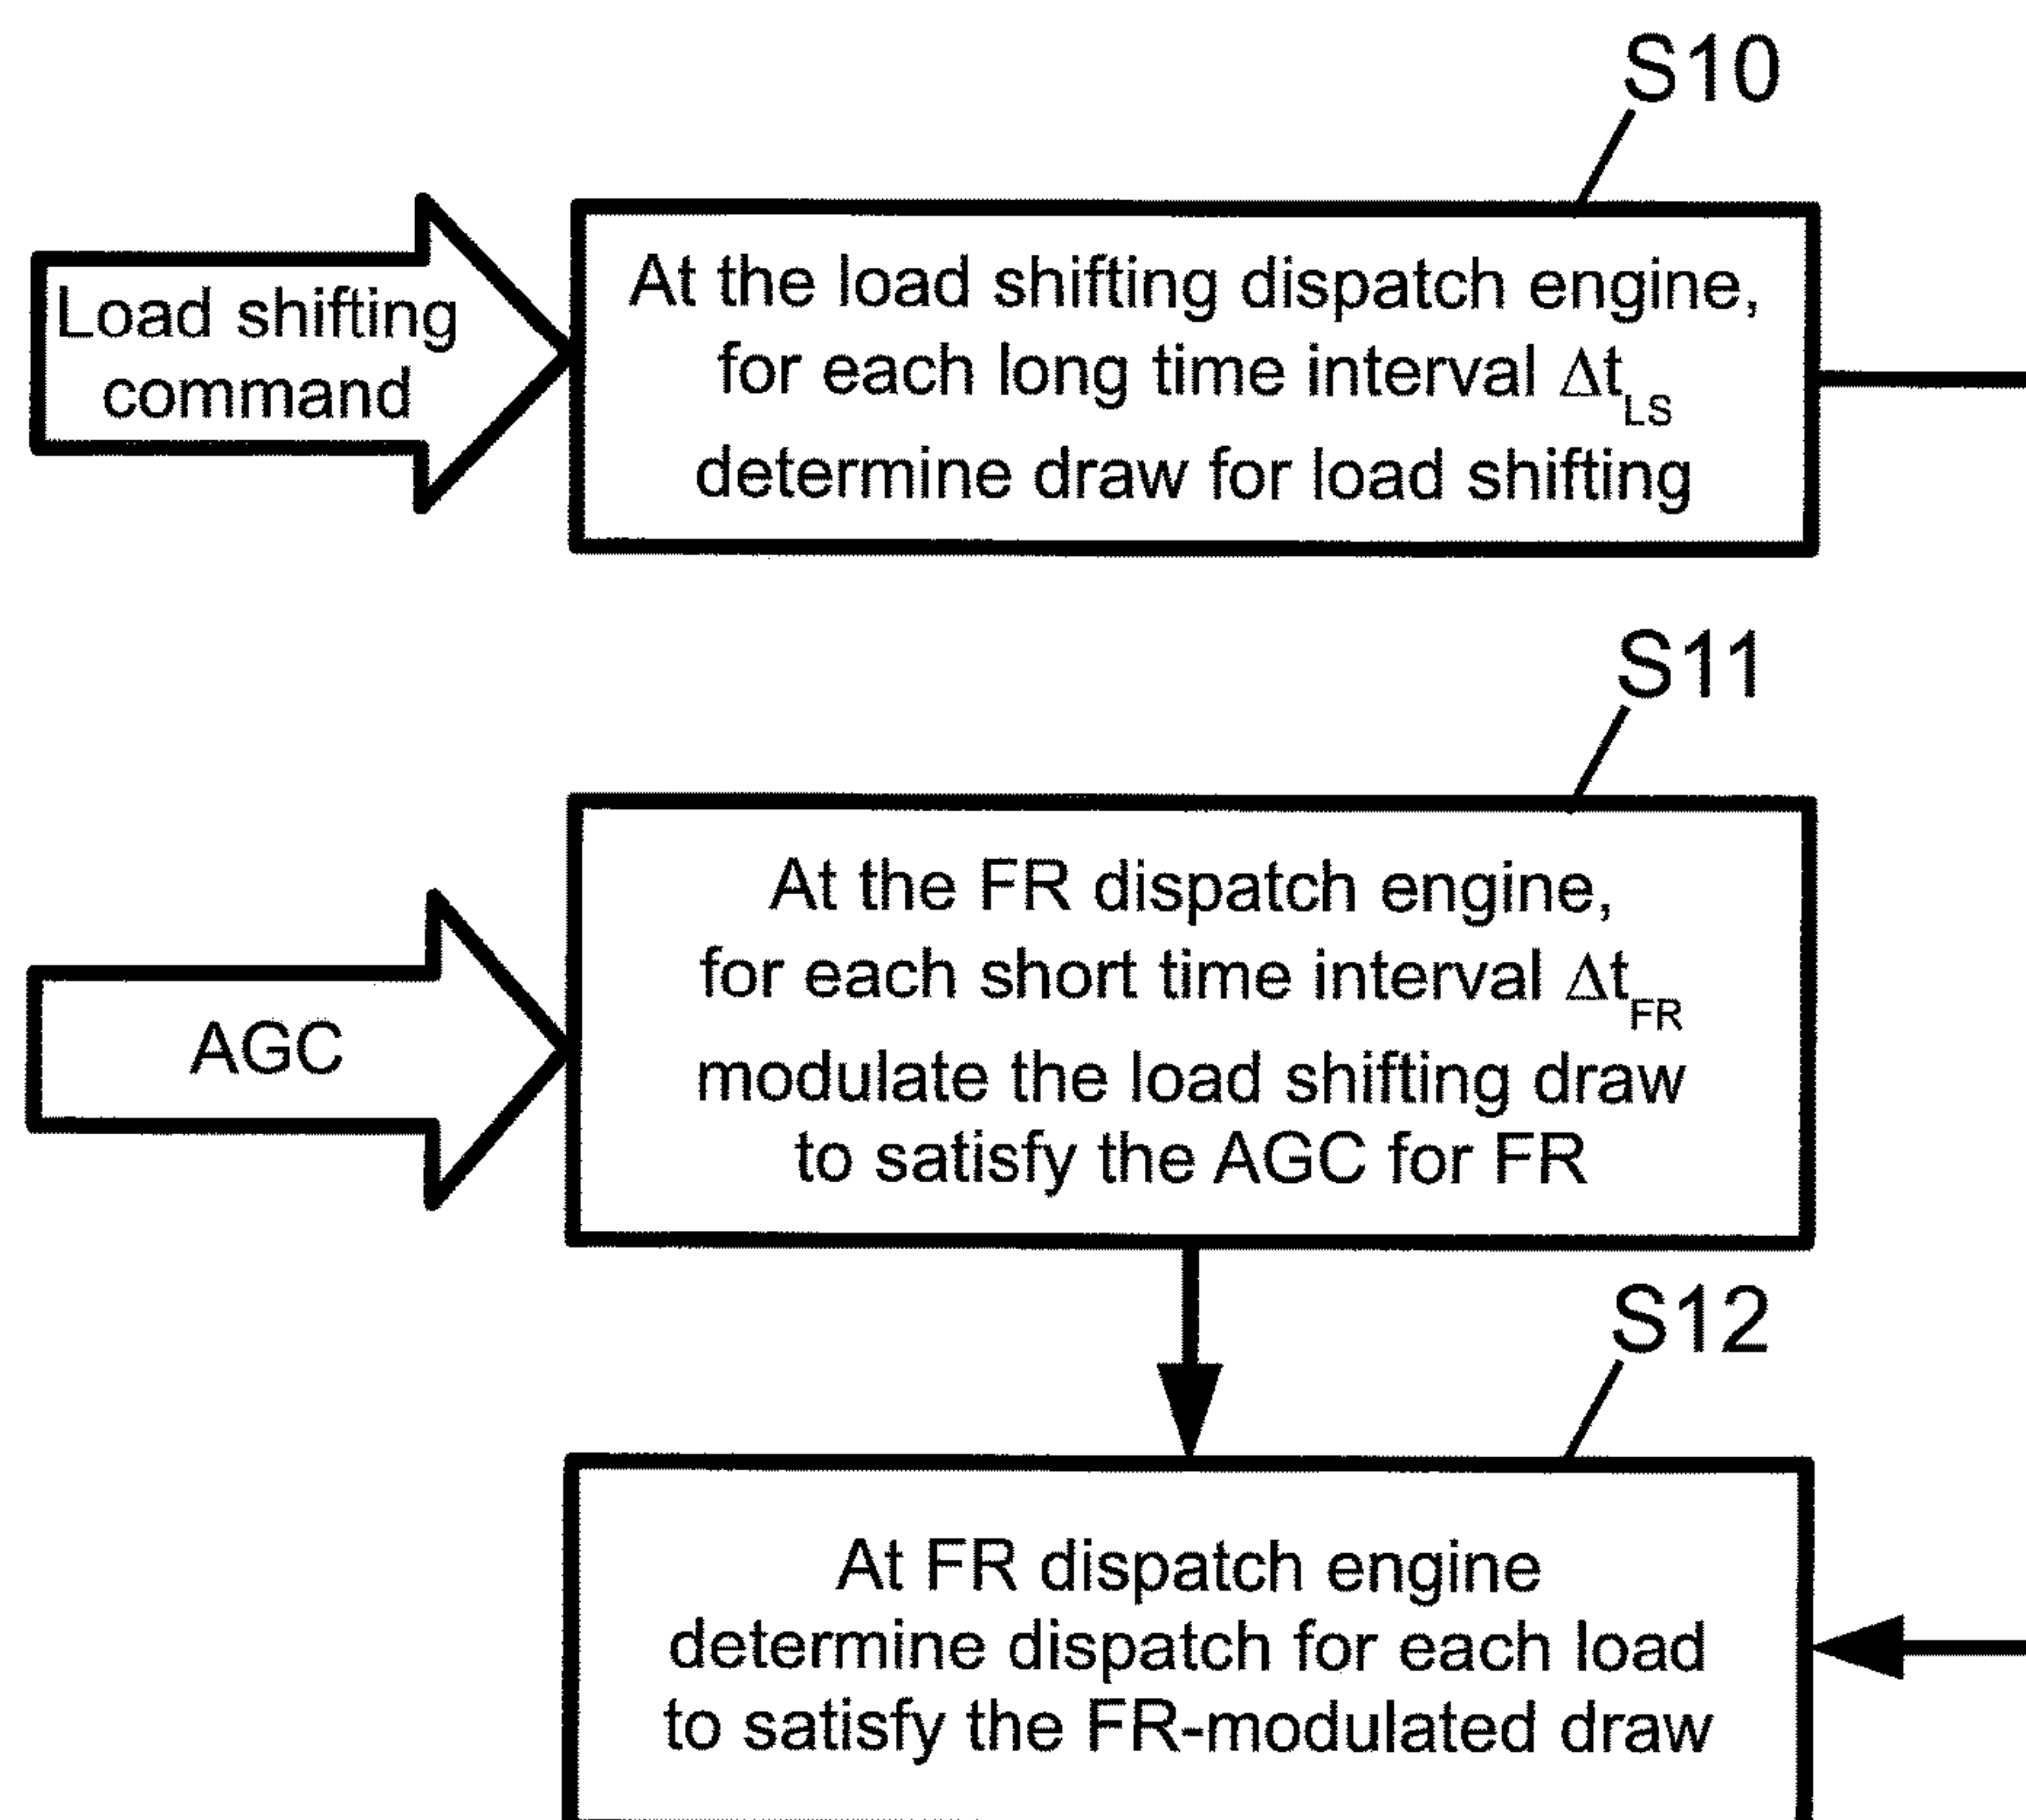 S10
Load shifting
command
At the load shifting dispatch engine,
for each long time interval Δt_LS
determine draw for load shifting
S11
AGC
At the FR dispatch engine,
for each short time interval Δt_FR
modulate the load shifting draw
to satisfy the AGC for FR
S12
At FR dispatch engine
determine dispatch for each load
to satisfy the FR-modulated draw